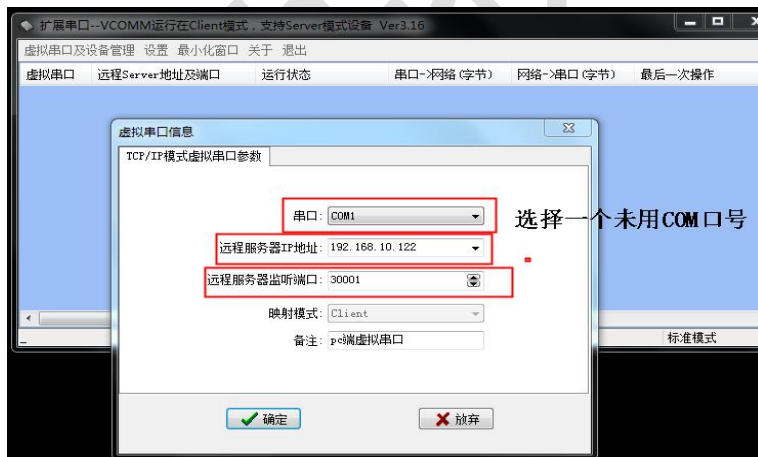 扩展串口--VCOMM运行在Client模式，支持Server模式设备 Ver3.16
虚拟串口及设备管理 设置 最小化窗口 关于 退出
虚拟串口 远程Server地址及端口 运行状态 串口->网络(字节) 网络->串口(字节) 最后一次操作
虚拟串口信息
TCP/IP模式虚拟串口参数
串口: COM1
选择一个未用COM口号
远程服务器IP地址: 192.168.10.122
远程服务器监听端口: 30001
映射模式: Client
备注: pc端虚拟串口
标准模式
确定 放弃